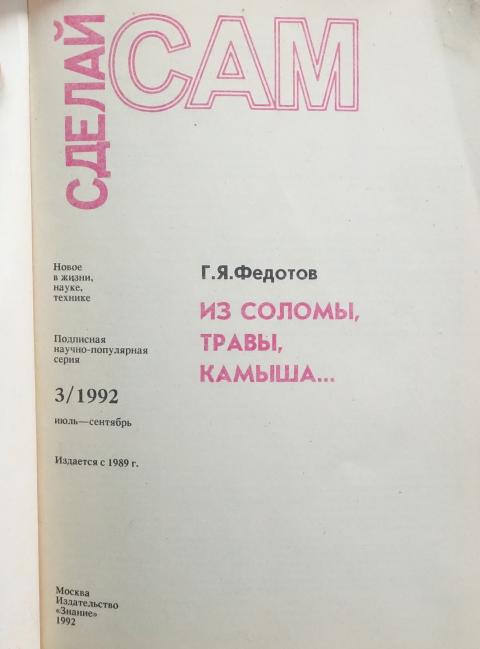 СДЕЛАЙ
САМ
Новое
в жизни,
науке,
технике
Подписная
научно-популярная
серия
3/1992
июль—сентябрь
Издается с 1989 г.
Г.Я.Федотов
ИЗ СОЛОМЫ,
ТРАВЫ,
КАМЫША...
Москва
Издательство
«Знание»
1992